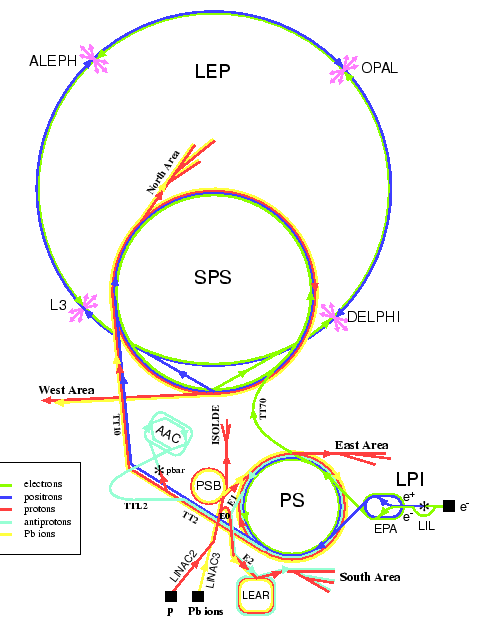 ALEPH
LEP
OPAL
North Area
SPS
L3
DELPHI
West Area
TT10
TT70
AAC
ISOLDE
East Area
pbar
PSB
PS
LPI
TTL2
TT2
E1
E0
e+
e-
e-
EPA
LIL
electrons
positrons
protons
antiprotons
Pb ions
LINAC2
LINAC3
E2
South Area
LEAR
P
Pb ions